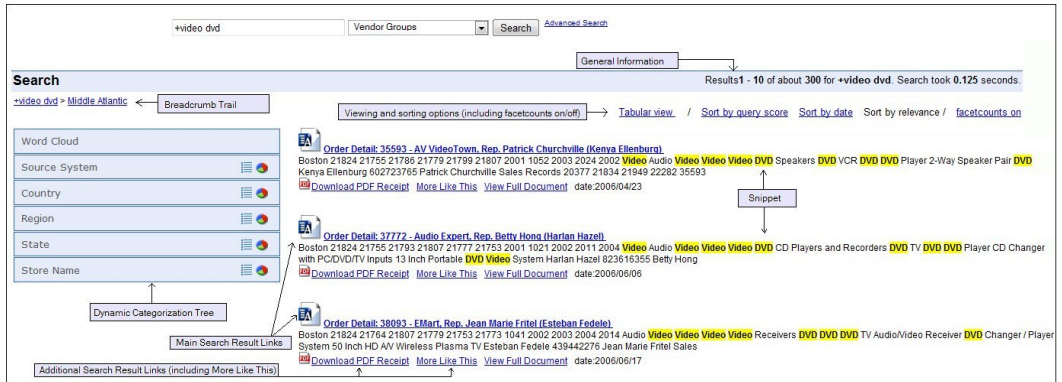 +video dvd Vendor Groups Search Advanced Search
General Information
Search Results1 - 10 of about 300 for +video dvd. Search took 0.125 seconds.
+video dvd > Middle Atlantic Breadcrumb Trail
Viewing and sorting options (including facetcounts on/off) Tabular view / Sort by query score Sort by date Sort by relevance / facetcounts on
Word Cloud
Source System
Country
Region
State
Store Name
Dynamic Categorization Tree
Order Detail: 35593 - AV VideoTown, Rep. Patrick Churchville (Kenya Ellenburg)
Boston 21824 21755 21786 21779 21799 21807 2001 1052 2003 2024 2002 Video Audio Video Video Video DVD Speakers DVD VCR DVD DVD Player 2-Way Speaker Pair DVD
Kenya Ellenburg 602723765 Patrick Churchville Sales Records 20377 21834 21949 22282 35593
Download PDF Receipt More Like This View Full Document date:2006/04/23
Snippet
Order Detail: 37772 - Audio Expert, Rep. Betty Hong (Harlan Hazel)
Boston 21824 21755 21793 21807 21777 21753 2001 1021 2002 2011 2004 Video Audio Video Video Video DVD CD Players and Recorders DVD TV DVD DVD Player CD Changer
with PC/DVD/TV Inputs 13 Inch Portable DVD Video System Harlan Hazel 823616355 Betty Hong
Download PDF Receipt More Like This View Full Document date:2006/06/06
Order Detail: 38093 - EMart, Rep. Jean Marie Fritel (Esteban Fedele)
Boston 21824 21764 21807 21779 21753 21773 1041 2002 2003 2004 2014 Audio Video Video Video Video Receivers DVD DVD DVD TV Audio/Video Receiver DVD Changer / Player
System 50 Inch HD A/V Wireless Plasma TV Esteban Fedele 439442276 Jean Marie Fritel Sales
Download PDF Receipt More Like This View Full Document date:2006/06/17
Main Search Result Links
Additional Search Result Links (including More Like This)